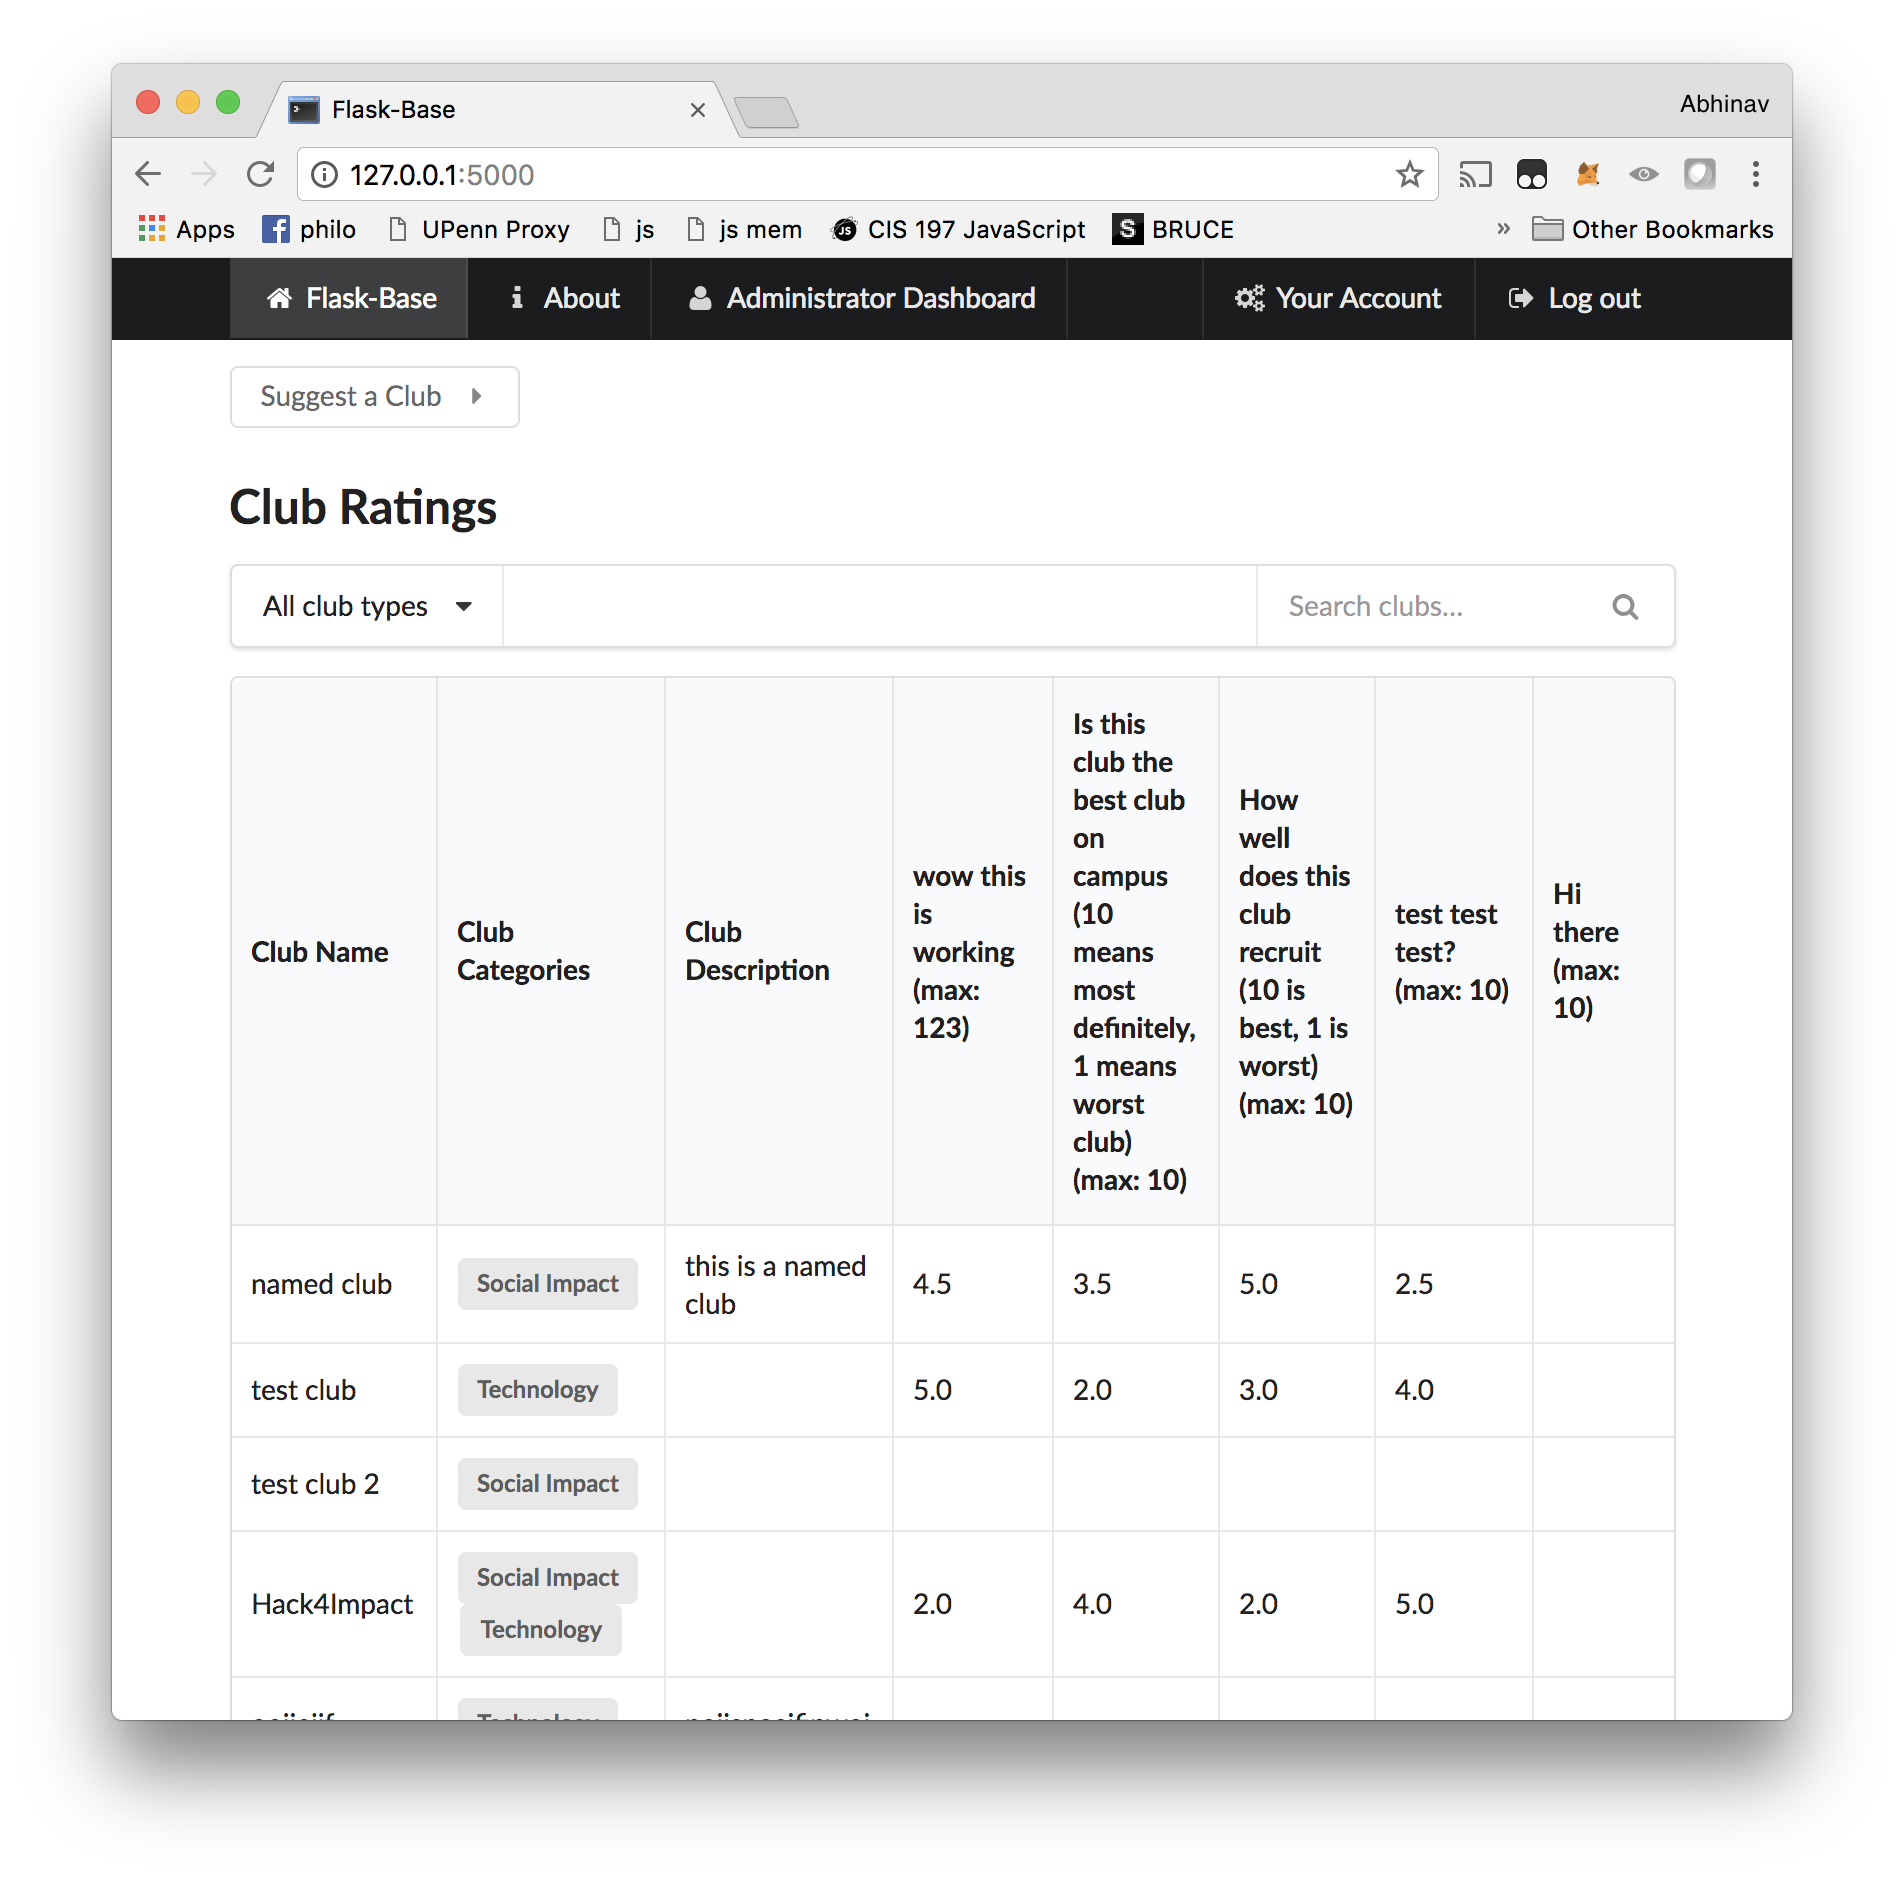 Flask-Base
Abhinav
127.0.0.1:5000
Apps philo UPenn Proxy js js mem CIS 197 JavaScript BRUCE » Other Bookmarks
Flask-Base About Administrator Dashboard Your Account Log out
Suggest a Club
Club Ratings
All club types Search clubs...
Club Name
Club
Categories
Club
Description
wow this
is
working
(max:
123)
Is this
club the
best club
on
campus
(10
means
most
definitely,
1 means
worst
club)
(max: 10)
How
well
does this
club
recruit
(10 is
best, 1 is
worst)
(max: 10)
test test
test?
(max: 10)
Hi
there
(max:
10)
named club
Social Impact
this is a named
club
4.5 3.5 5.0 2.5
test club Technology 5.0 2.0 3.0 4.0
test club 2 Social Impact
Hack4Impact
Social Impact
Technology
2.0 4.0 2.0 5.0
Technology